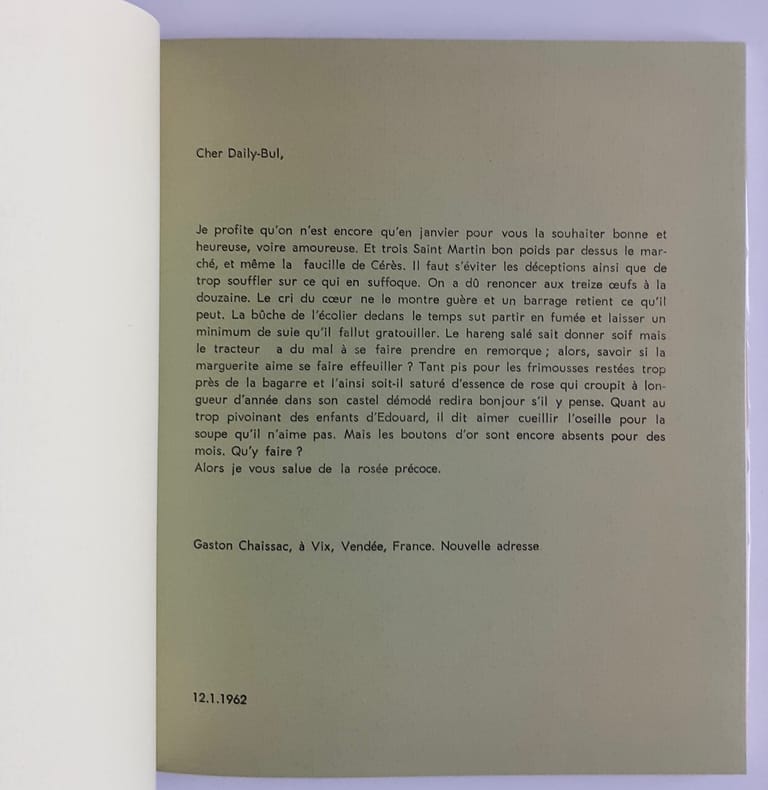 Cher Daily-Bul,
Je profite qu'on n'est encore qu'en janvier pour vous la souhaiter bonne et
heureuse, voire amoureuse. Et trois Saint Martin bon poids par dessus le mar-
ché, et même la faucille de Cérès. Il faut s'éviter les déceptions ainsi que de
trop souffler sur ce qui en suffoque. On a dû renoncer aux treize œufs à la
douzaine. Le cri du cœur ne le montre guère et un barrage retient ce qu'il
peut. La bûche de l'écolier dedans le temps sut partir en fumée et laisser un
minimum de suie qu'il fallut gratouiller. Le hareng salé sait donner soif mais
le tracteur a du mal à se faire prendre en remorque ; alors, savoir si la
marguerite aime se faire effeuiller ? Tant pis pour les frimousses restées trop
près de la bagarre et l'ainsi soit-il saturé d'essence de rose qui croupit à lon-
gueur d'année dans son castel démodé redira bonjour s'il y pense. Quant au
trop pivoinant des enfants d'Edouard, il dit aimer cueillir l'oseille pour la
soupe qu'il n'aime pas. Mais les boutons d'or sont encore absents pour des
mois. Qu'y faire ?
Alors je vous salue de la rosée précoce.
Gaston Chaissac, à Vix, Vendée, France. Nouvelle adresse
12.1.1962